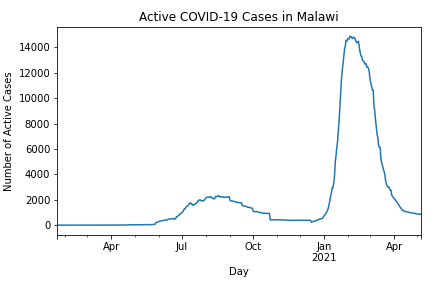 Active COVID-19 Cases in Malawi
Number of Active Cases
14000
12000
10000
8000
6000
4000
2000
0
Apr
Jul
Oct
Jan
2021
Apr
Day